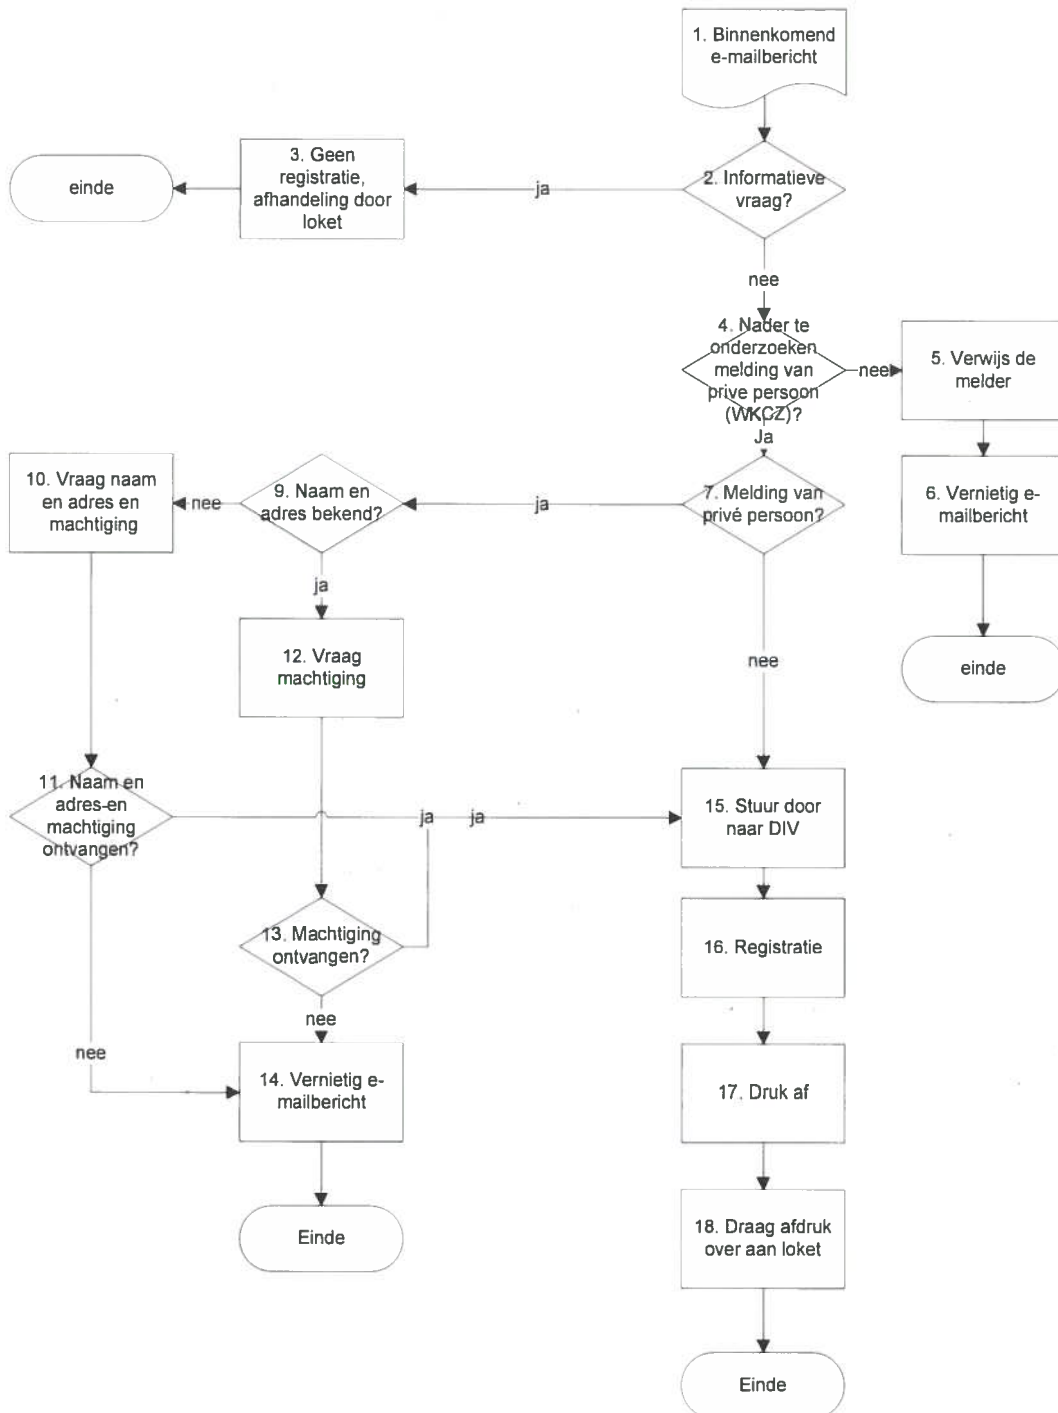 1. Binnenkomend
e-mailbericht
einde
3. Geen
registratie,
afhandeling door
loket
ja
2. Informatieve
vraag?
nee
4. Nader te
onderzoeken
melding van
prive persoon
(WKCZ)?
nee
5. Verwijs de
melder
Ja
10. Vraag naam
en adres en
machtiging
nee
9. Naam en
adres bekend?
ja
7. Melding van
privé persoon?
6. Vernietig e-
mailbericht
ja
12. Vraag
machtiging
nee
einde
11. Naam en
adres-en
machtiging
ontvangen?
ja
ja
15. Stuur door
naar DIV
13. Machtiging
ontvangen?
16. Registratie
nee
nee
14. Vernietig e-
mailbericht
17. Druk af
Einde
18. Draag afdruk
over aan loket
Einde